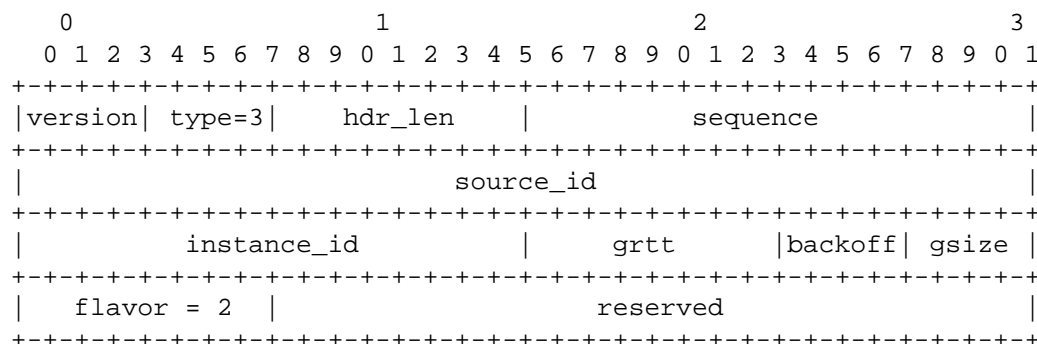 0                   1                   2                   3
 0 1 2 3 4 5 6 7 8 9 0 1 2 3 4 5 6 7 8 9 0 1 2 3 4 5 6 7 8 9 0 1
+-+-+-+-+-+-+-+-+-+-+-+-+-+-+-+-+-+-+-+-+-+-+-+-+-+-+-+-+-+-+-+-+
|version| type=3|    hdr_len    |          sequence             |
+-+-+-+-+-+-+-+-+-+-+-+-+-+-+-+-+-+-+-+-+-+-+-+-+-+-+-+-+-+-+-+-+
|                           source_id                           |
+-+-+-+-+-+-+-+-+-+-+-+-+-+-+-+-+-+-+-+-+-+-+-+-+-+-+-+-+-+-+-+-+
|          instance_id          |     grtt      |backoff| gsize |
+-+-+-+-+-+-+-+-+-+-+-+-+-+-+-+-+-+-+-+-+-+-+-+-+-+-+-+-+-+-+-+-+
|   flavor = 2  |                    reserved                   |
+-+-+-+-+-+-+-+-+-+-+-+-+-+-+-+-+-+-+-+-+-+-+-+-+-+-+-+-+-+-+-+-+